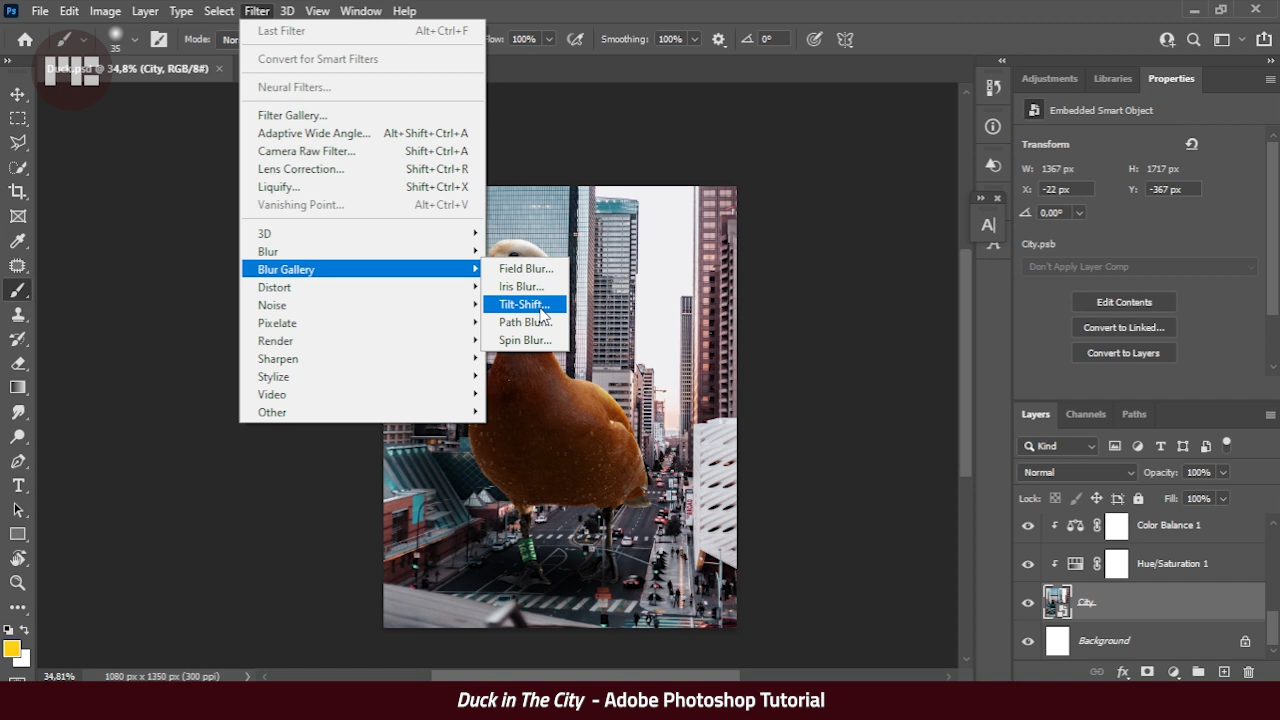 Ps File Edit Image Layer Type Select Filter 3D View Window Help
35 Mode: Flow: 100% Smoothing: 100% 0°
Duck.psd @ 34,8% (City, RGB/8#) ×
Last Filter Alt+Ctrl+F
Convert for Smart Filters
Neural Filters...
Filter Gallery...
Adaptive Wide Angle... Alt+Shift+Ctrl+A
Camera Raw Filter... Shift+Ctrl+A
Lens Correction... Shift+Ctrl+R
Liquify... Shift+Ctrl+X
Vanishing Point... Alt+Ctrl+V
3D
Blur
Blur Gallery
Distort
Noise
Pixelate
Render
Sharpen
Stylize
Video
Other
Field Blur...
Iris Blur...
Tilt-Shift...
Path Blur...
Spin Blur...
Adjustments Libraries Properties
Embedded Smart Object
Transform
W: 1367 px H: 1717 px
X: -22 px Y: -367 px
0,00°
City.psb
Don't Apply Layer Comp
Edit Contents
Convert to Linked...
Convert to Layers
Layers Channels Paths
Kind
Normal Opacity: 100%
Lock: Fill: 100%
Color Balance 1
Hue/Saturation 1
City
Background
34,81% 1080 px x 1350 px (300 ppi)
Duck in The City - Adobe Photoshop Tutorial